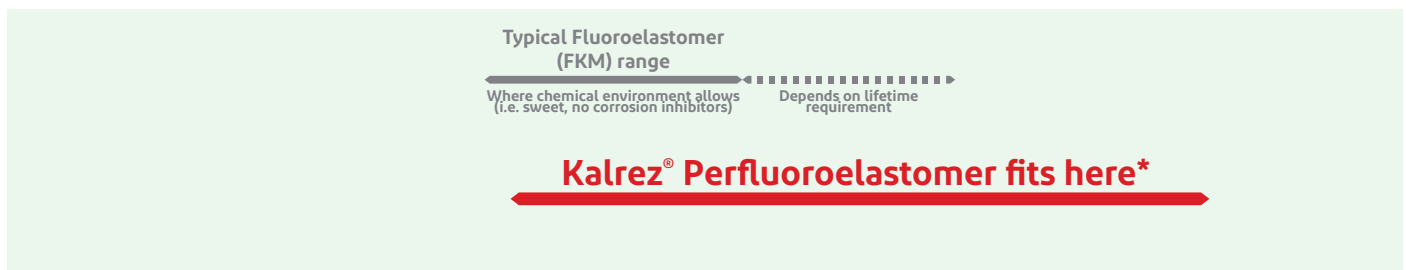 Typical Fluoroelastomer
(FKM) range
Where chemical environment allows
(i.e. sweet, no corrosion inhibitors)
Depends on lifetime
requirement
Kalrez® Perfluoroelastomer fits here*